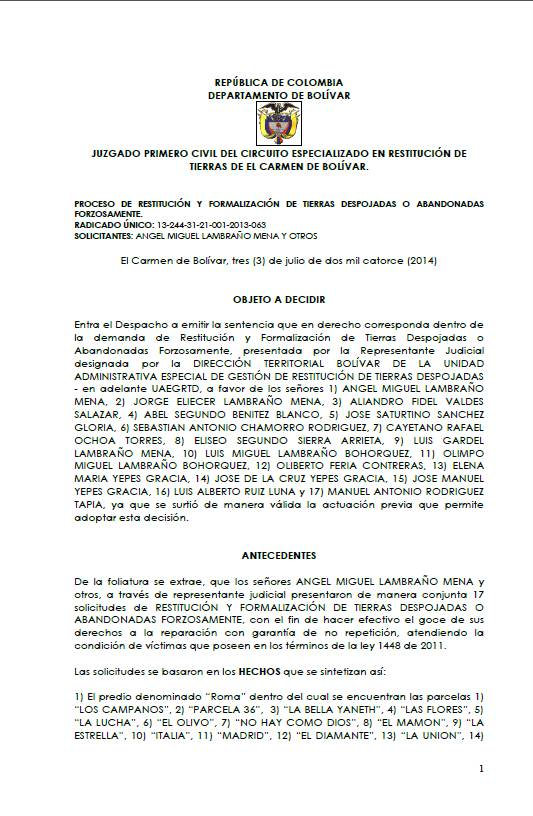 REPÚBLICA DE COLOMBIA
DEPARTAMENTO DE BOLÍVAR
JUZGADO PRIMERO CIVIL DEL CIRCUITO ESPECIALIZADO EN RESTITUCIÓN DE
TIERRAS DE EL CARMEN DE BOLÍVAR.
PROCESO DE RESTITUCIÓN Y FORMALIZACIÓN DE TIERRAS DESPOJADAS O ABANDONADAS
FORZOSAMENTE.
RADICADO ÚNICO: 13-244-31-21-001-2013-063
SOLICITANTES: ANGEL MIGUEL LAMBRAÑO MENA Y OTROS
El Carmen de Bolívar, tres (3) de julio de dos mil catorce (2014)
OBJETO A DECIDIR
Entra el Despacho a emitir la sentencia que en derecho corresponda dentro de
la demanda de Restitución y Formalización de Tierras Despojadas o
Abandonadas Forzosamente, presentada por la Representante Judicial
designada por la DIRECCIÓN TERRITORIAL BOLÍVAR DE LA UNIDAD
ADMINISTRATIVA ESPECIAL DE GESTIÓN DE RESTITUCIÓN DE TIERRAS DESPOJADAS
- en adelante UAEGRTD, a favor de los señores 1) ANGEL MIGUEL LAMBRAÑO
MENA, 2) JORGE ELIECER LAMBRAÑO MENA, 3) ALIANDRO FIDEL VALDES
SALAZAR, 4) ABEL SEGUNDO BENITEZ BLANCO, 5) JOSE SATURTINO SANCHEZ
GLORIA, 6) SEBASTIAN ANTONIO CHAMORRO RODRIGUEZ, 7) CAYETANO RAFAEL
OCHOA TORRES, 8) ELISEO SEGUNDO SIERRA ARRIETA, 9) LUIS GARDEL
LAMBRAÑO MENA, 10) LUIS MIGUEL LAMBRAÑO BOHORQUEZ, 11) OLIMPO
MIGUEL LAMBRAÑO BOHORQUEZ, 12) OLIBERTO FERIA CONTRERAS, 13) ELENA
MARIA YEPES GRACIA, 14) JOSE DE LA CRUZ YEPES GRACIA, 15) JOSE MANUEL
YEPES GRACIA, 16) LUIS ALBERTO RUIZ LUNA y 17) MANUEL ANTONIO RODRIGUEZ
TAPIA, ya que se surtió de manera válida la actuación previa que permite
adoptar esta decisión.
ANTECEDENTES
De la foliatura se extrae, que los señores ANGEL MIGUEL LAMBRAÑO MENA y
otros, a través de representante judicial presentaron de manera conjunta 17
solicitudes de RESTITUCIÓN Y FORMALIZACIÓN DE TIERRAS DESPOJADAS O
ABANDONADAS FORZOSAMENTE, con el fin de hacer efectivo el goce de sus
derechos a la reparación con garantía de no repetición, atendiendo la
condición de víctimas que poseen en los términos de la ley 1448 de 2011.
Las solicitudes se basaron en los HECHOS que se sintetizan así:
1) El predio denominado “Roma” dentro del cual se encuentran las parcelas 1)
“LOS CAMPANOS”, 2) “PARCELA 36”, 3) “LA BELLA YANETH”, 4) “LAS FLORES”, 5)
“LA LUCHA”, 6) “EL OLIVO”, 7) “NO HAY COMO DIOS”, 8) “EL MAMON”, 9) “LA
ESTRELLA”, 10) “ITALIA”, 11) “MADRID”, 12) “EL DIAMANTE”, 13) “LA UNION”, 14)
1